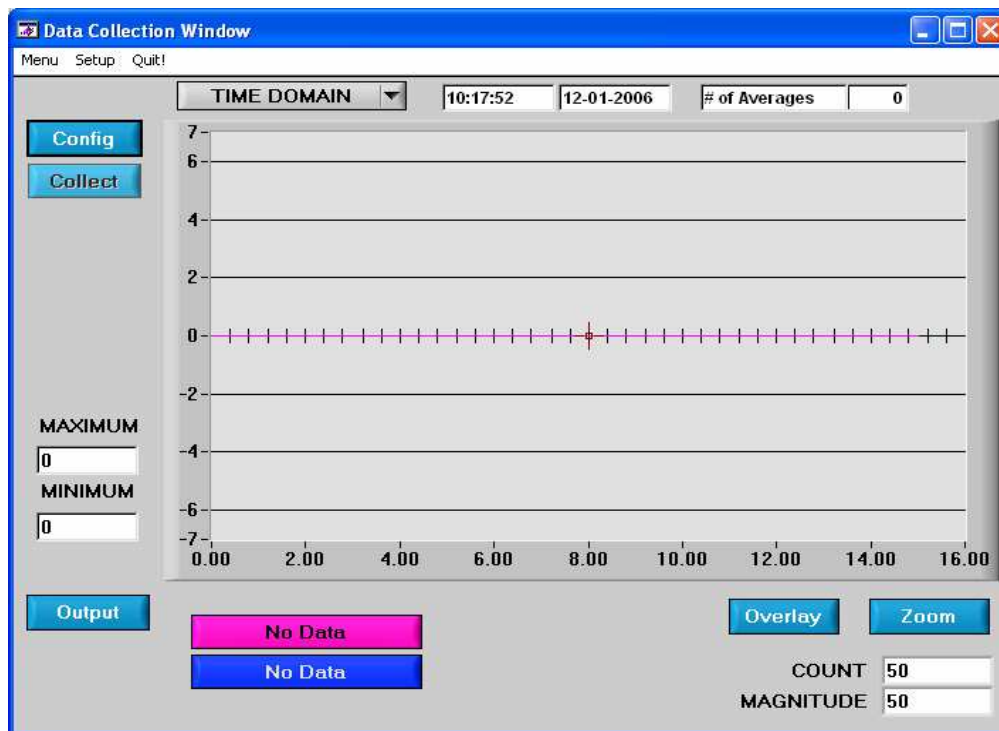 Data Collection Window
Menu Setup Quit!
TIME DOMAIN 10:17:52 12-01-2006 # of Averages 0
Config
Collect
7
6
4
2
0
-2
-4
-6
-7
0.00 2.00 4.00 6.00 8.00 10.00 12.00 14.00 16.00
MAXIMUM
0
MINIMUM
0
Output
No Data
No Data
Overlay Zoom
COUNT 50
MAGNITUDE 50